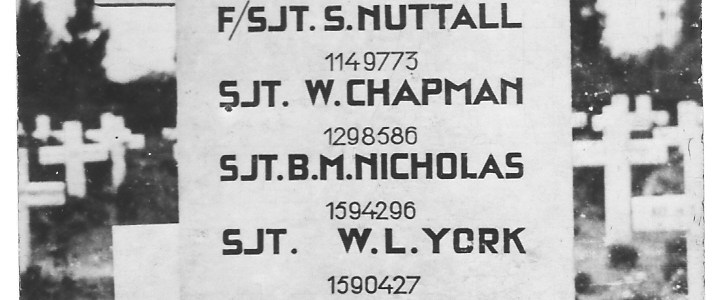 F/SJT. S. NUTTALL
1149773
SJT. W. CHAPMAN
1298586
SJT. B.M. NICHOLAS
1594296
SJT. W. L. YORK
1590427